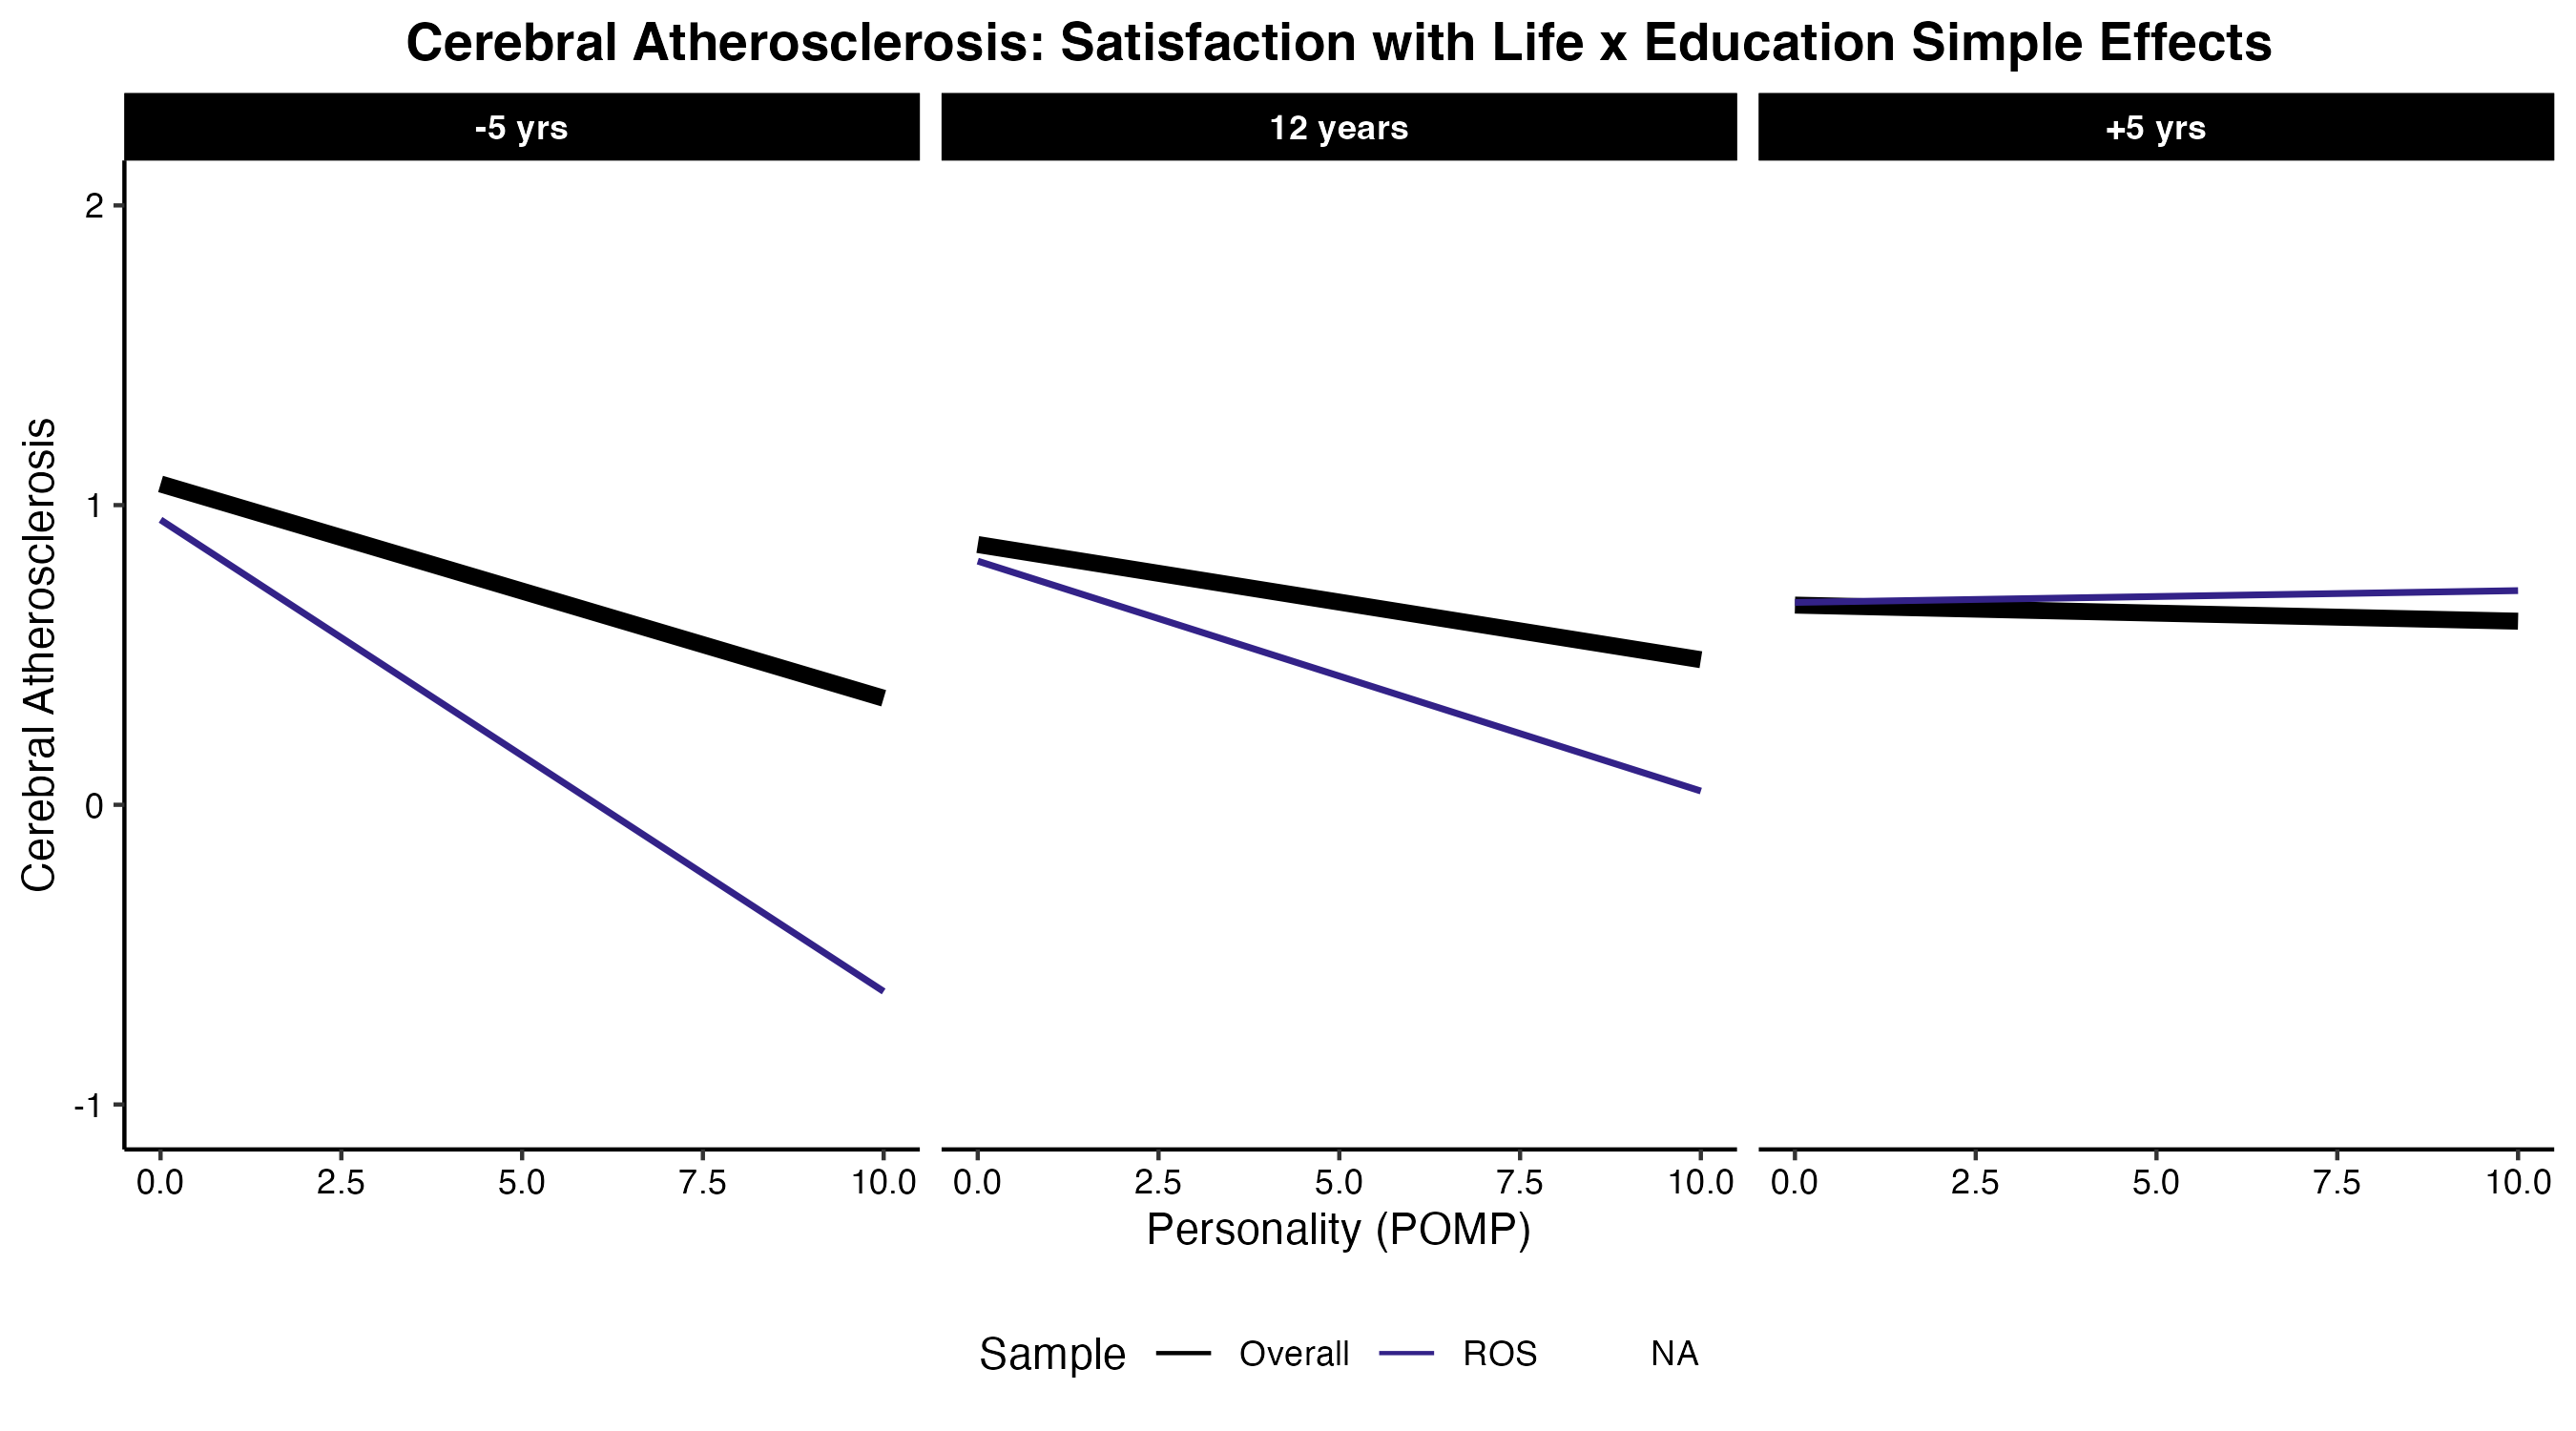 Cerebral Atherosclerosis: Satisfaction with Life x Education Simple Effects
-5 yrs
12 years
+5 yrs
Cerebral Atherosclerosis
2
1
0
-1
0.0 2.5 5.0 7.5 10.0
0.0 2.5 5.0 7.5 10.0
0.0 2.5 5.0 7.5 10.0
Personality (POMP)
Sample Overall ROS NA